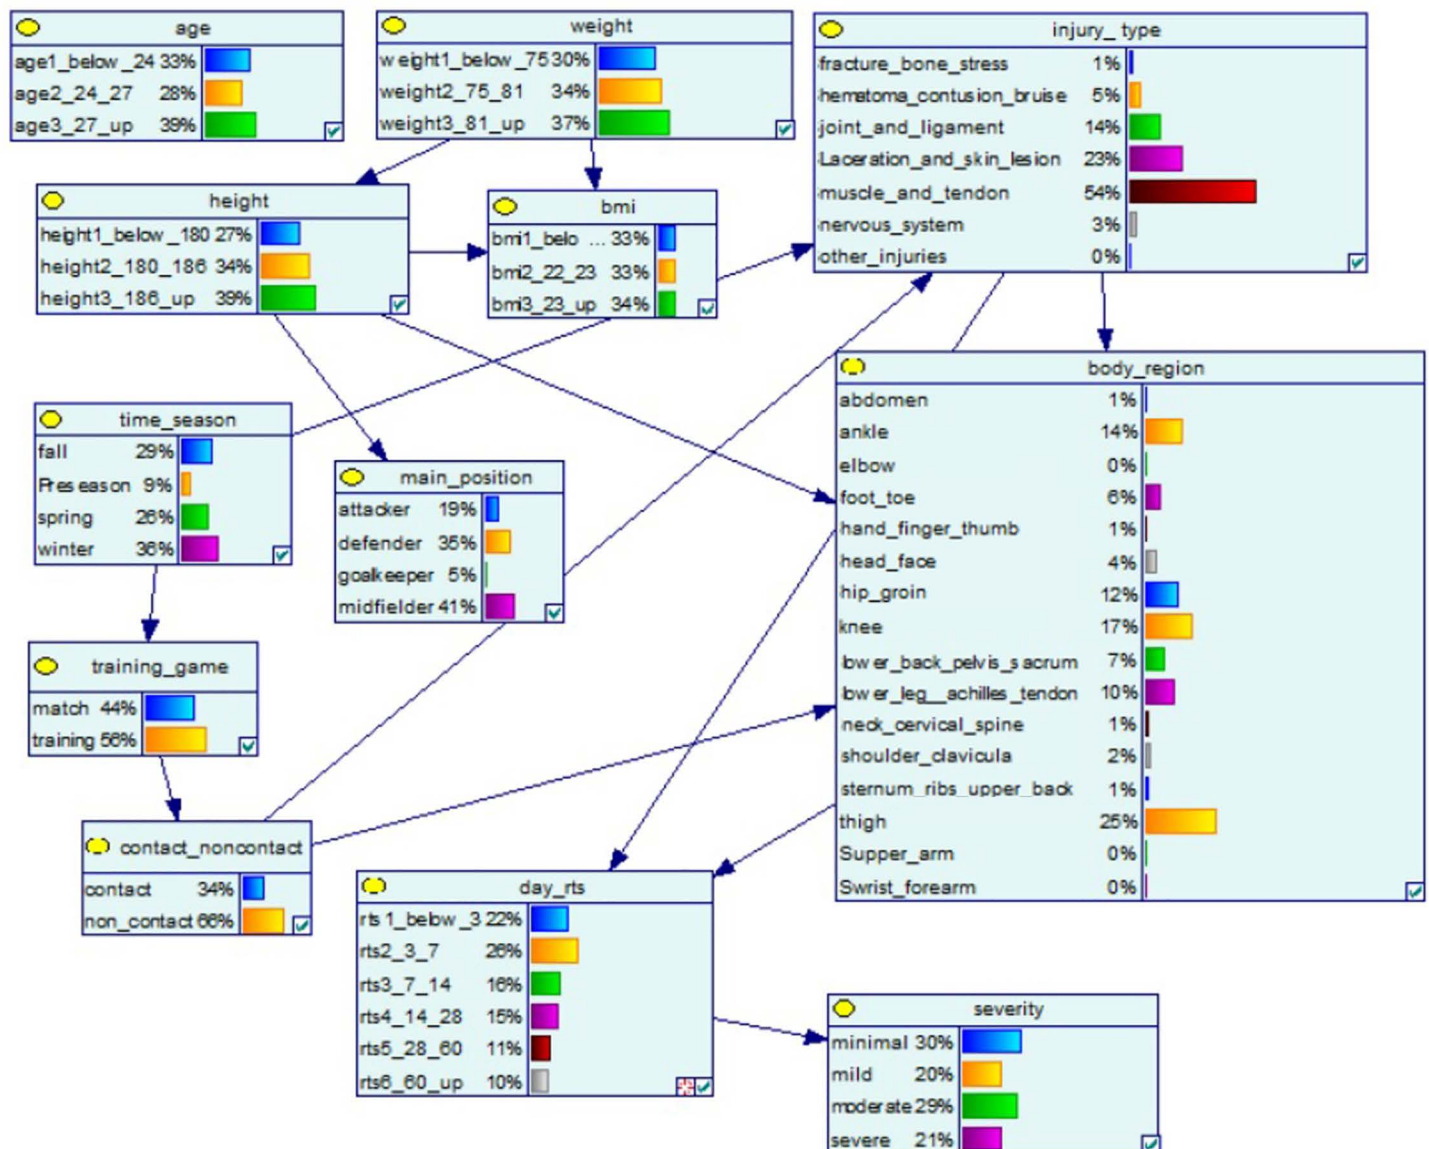 age
age1_below_24 33%
age2_24_27 28%
age3_27_up 39%
weight
weight1_below_75 30%
weight2_75_81 34%
weight3_81_up 37%
injury_ type
fracture_bone_stress 1%
hematoma_contusion_bruise 5%
joint_and_ligament 14%
Laceration_and_skin_lesion 23%
muscle_and_tendon 54%
nervous_system 3%
other_injuries 0%
height
height1_below_180 27%
height2_180_186 34%
height3_186_up 39%
bmi
bmi1_belo ... 33%
bmi2_22_23 33%
bmi3_23_up 34%
body_region
abdomen 1%
ankle 14%
elbow 0%
foot_toe 6%
hand_finger_thumb 1%
head_face 4%
hip_groin 12%
knee 17%
lower_back_pelvis_sacrum 7%
lower_leg__achilles_tendon 10%
neck_cervical_spine 1%
shoulder_clavicula 2%
sternum_ribs_upper_back 1%
thigh 25%
Supper_arm 0%
Swrist_forearm 0%
time_season
fall 29%
Preseason 9%
spring 26%
winter 36%
main_position
attacker 19%
defender 35%
goalkeeper 5%
midfielder 41%
training_game
match 44%
training 56%
contact_noncontact
contact 34%
non_contact 66%
day_rts
rts1_below_3 22%
rts2_3_7 26%
rts3_7_14 16%
rts4_14_28 15%
rts5_28_60 11%
rts6_60_up 10%
severity
minimal 30%
mild 20%
moderate 29%
severe 21%